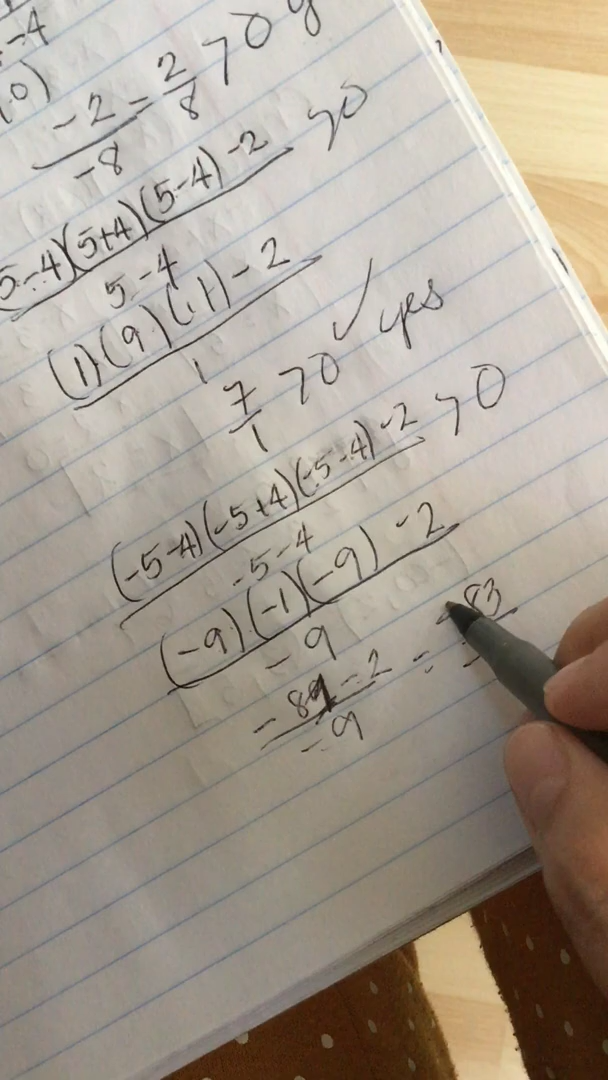 -4
0)
-2/-8 = 2/8 > 0 y
(5-4)(5+4)(5-4)-2 / 5-4 > 0
(1)(9)(1)-2 / 1
7/1 > 0 ✓ yes
(-5-4)(-5+4)(-5-4)-2 / -5-4 > 0
(-9)(-1)(-9)-2 / -9
-81-2 / -9 = -83 / -